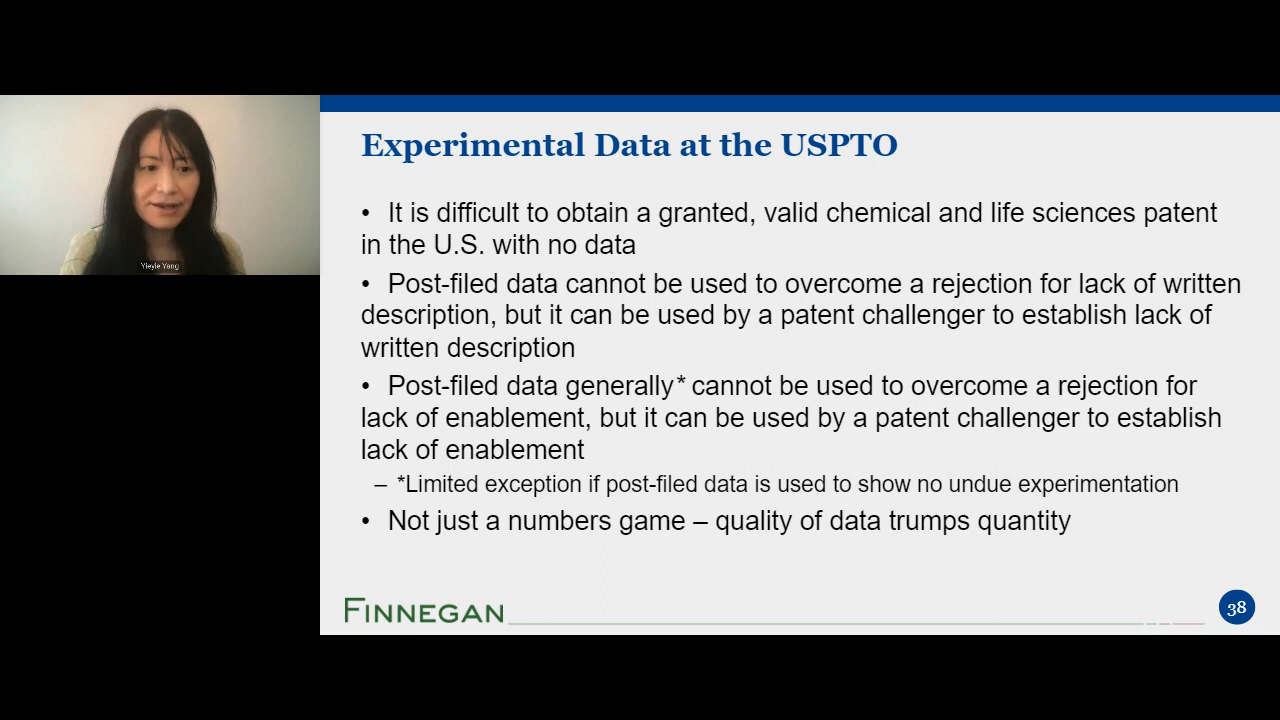 Experimental Data at the USPTO
• It is difficult to obtain a granted, valid chemical and life sciences patent
in the U.S. with no data
• Post-filed data cannot be used to overcome a rejection for lack of written
description, but it can be used by a patent challenger to establish lack of
written description
• Post-filed data generally* cannot be used to overcome a rejection for
lack of enablement, but it can be used by a patent challenger to establish
lack of enablement
– *Limited exception if post-filed data is used to show no undue experimentation
• Not just a numbers game – quality of data trumps quantity
Yieyie Yang
FINNEGAN
38